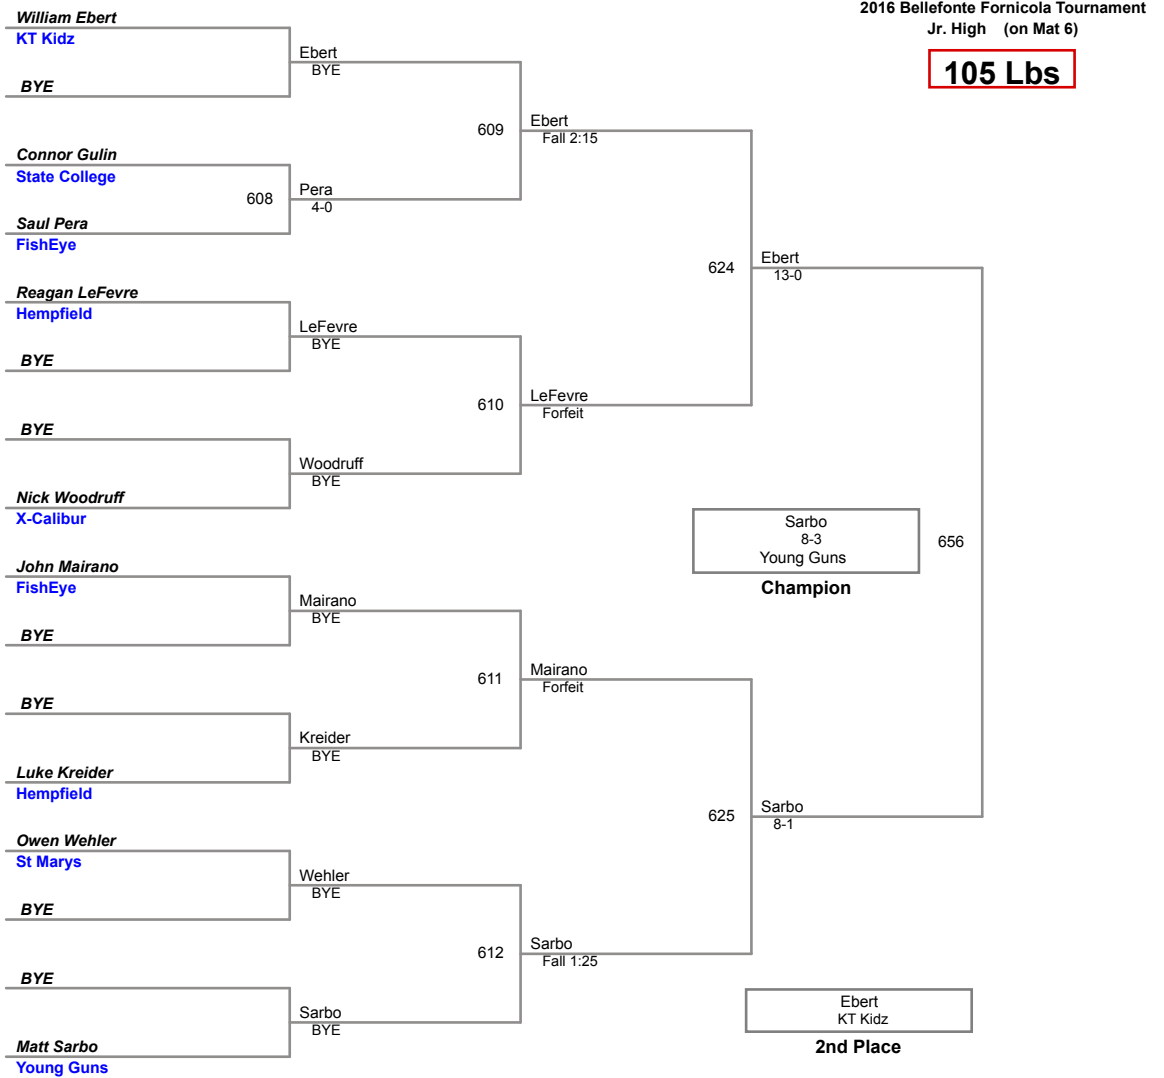 2016 Bellefonte Fornicola Tournament
Jr. High (on Mat 6)
105 Lbs
William Ebert
KT Kidz
BYE
Connor Gulin
State College
Saul Pera
FishEye
Reagan LeFevre
Hempfield
BYE
BYE
Nick Woodruff
X-Calibur
John Mairano
FishEye
BYE
BYE
Luke Kreider
Hempfield
Owen Wehler
St Marys
BYE
BYE
Matt Sarbo
Young Guns
Ebert
BYE
608
Pera
4-0
LeFevre
BYE
Woodruff
BYE
Mairano
BYE
Kreider
BYE
Wehler
BYE
Sarbo
BYE
609
Ebert
Fall 2:15
610
LeFevre
Forfeit
611
Mairano
Forfeit
612
Sarbo
Fall 1:25
624
Ebert
13-0
625
Sarbo
8-1
656
Sarbo
8-3
Young Guns
Champion
Ebert
KT Kidz
2nd Place